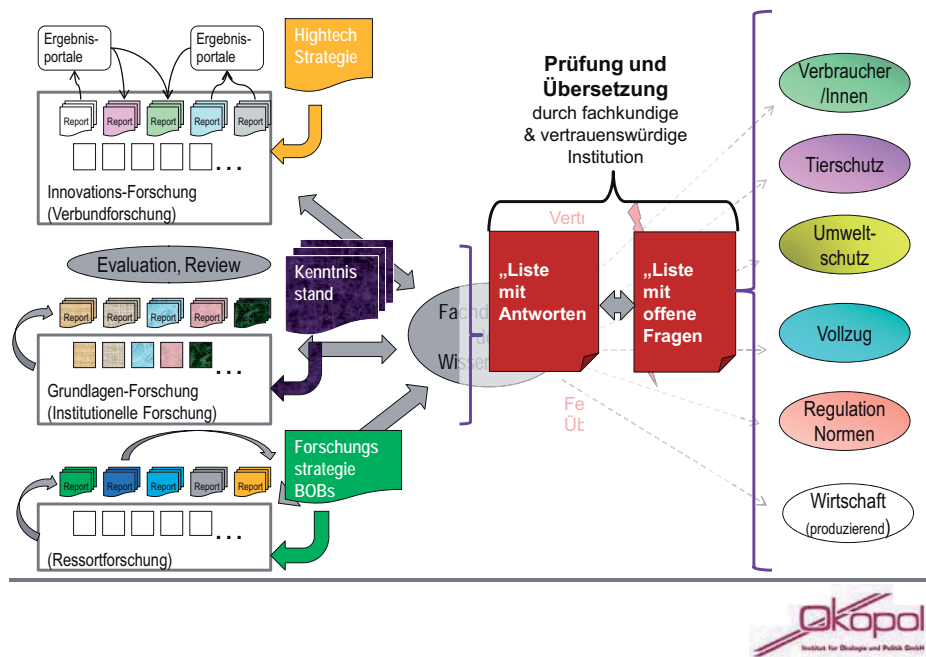 Ergebnis-
portale
Ergebnis-
portale
Hightech
Strategie
Report
Report
Report
Report
Report
...
Innovations-Forschung
(Verbundforschung)
Evaluation, Review
Kenntnis
stand
Report
Report
Report
Report
Report
...
Grundlagen-Forschung
(Institutionelle Forschung)
Forschungs
strategie
BOBs
Report
Report
Report
Report
Report
...
(Ressortforschung)
Prüfung und
Übersetzung
durch fachkundige
& vertrauenswürdige
Institution
„Liste
mit
Antworten
„Liste
mit
offene
Fragen
Verbraucher
/Innen
Tierschutz
Umwelt-
schutz
Vollzug
Regulation
Normen
Wirtschaft
(produzierend)
Ökopol
Institut für Ökologie und Politik GmbH